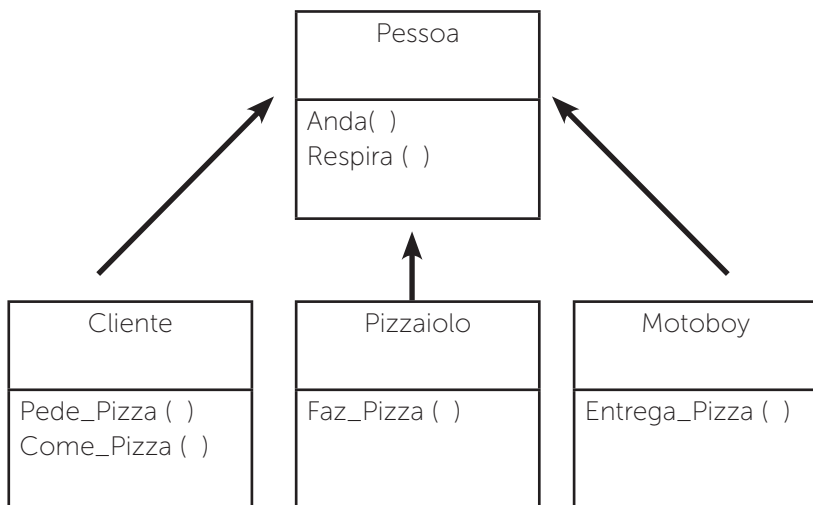 Pessoa
Anda( )
Respira ( )
Cliente
Pede_Pizza ( )
Come_Pizza ( )
Pizzaiolo
Faz_Pizza ( )
Motoboy
Entrega_Pizza ( )